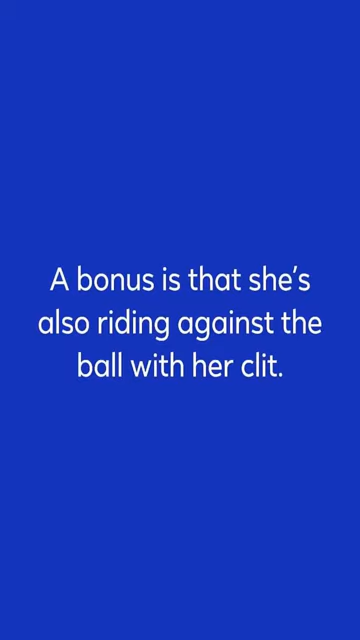 A bonus is that she's
also riding against the
ball with her clit.